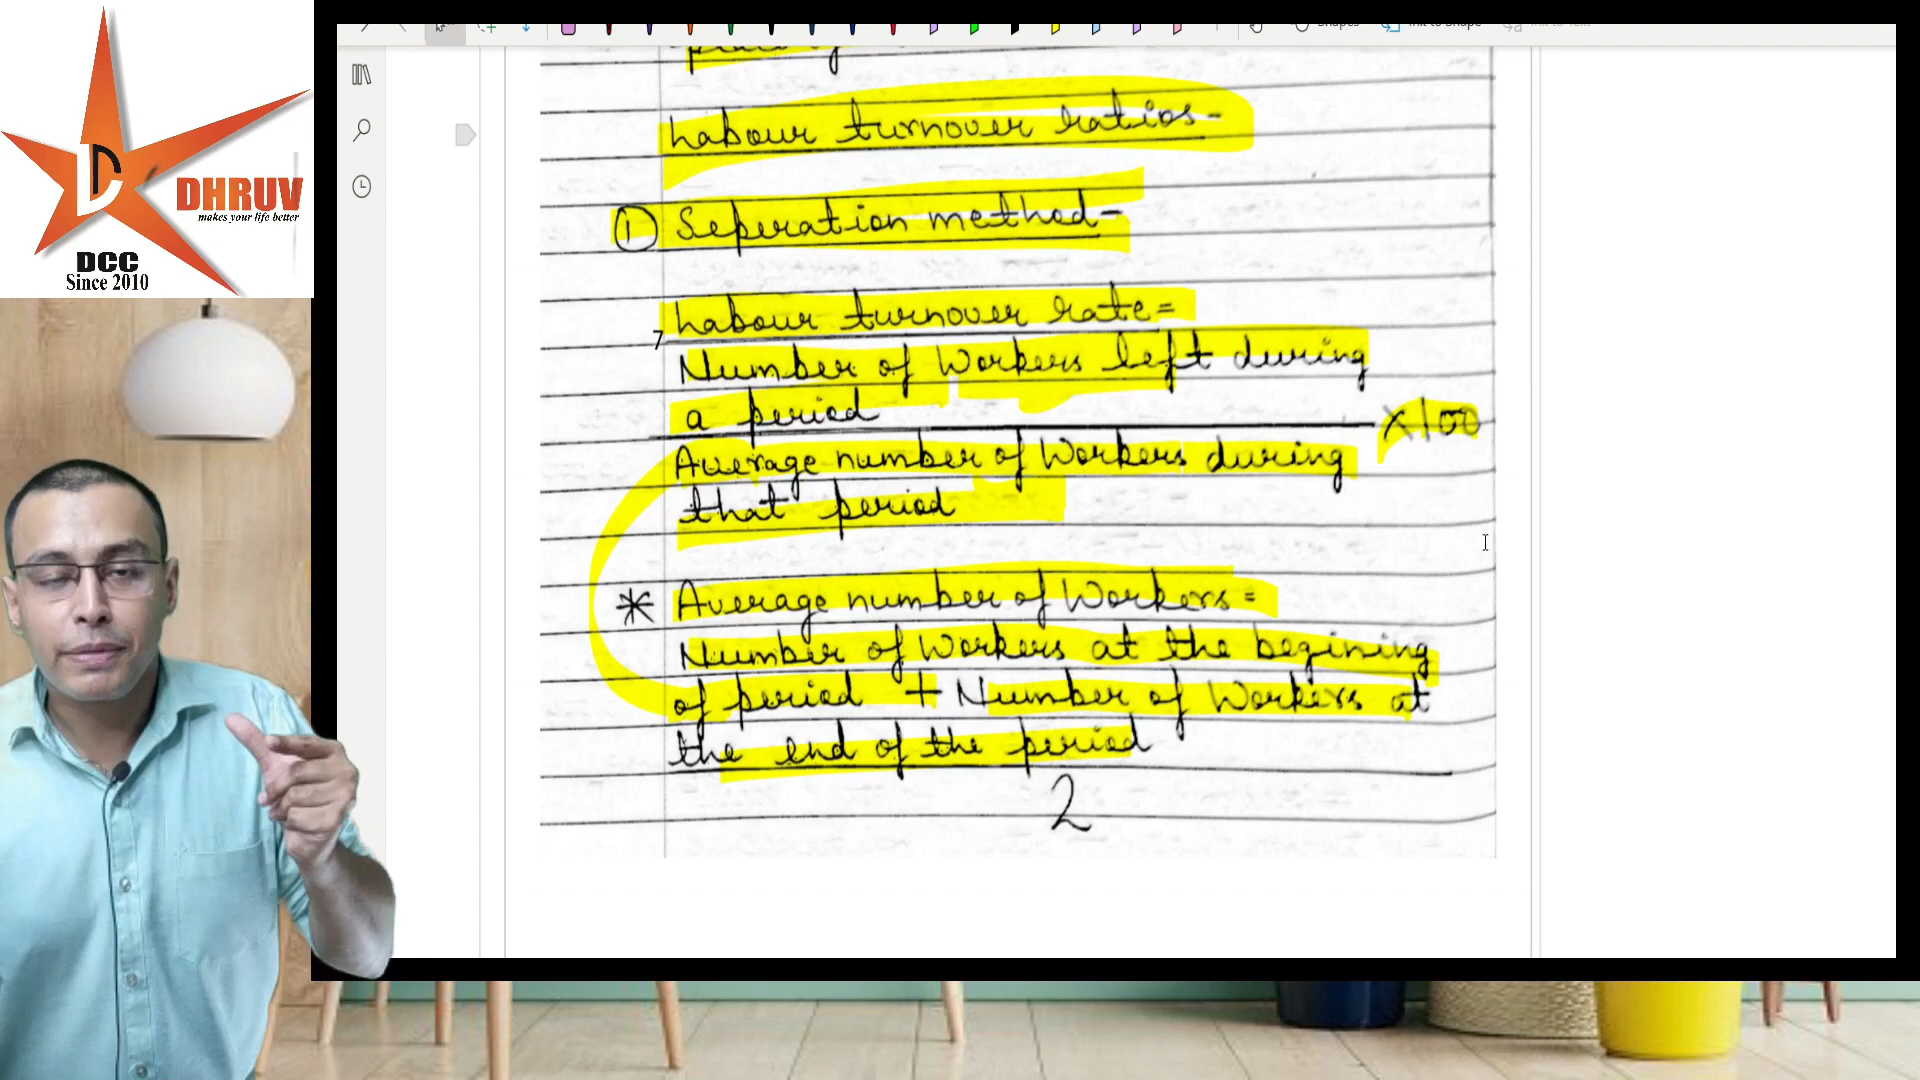 DHRUV
makes your life better
DCC
Since 2010
Labour turnover ratios-
1 Seperation method-
Labour turnover rate=
Number of Workers left during
a period
×100
Average number of Workers during
that period
* Average number of Workers=
Number of Workers at the begining
of period + Number of Workers at
the end of the period
2